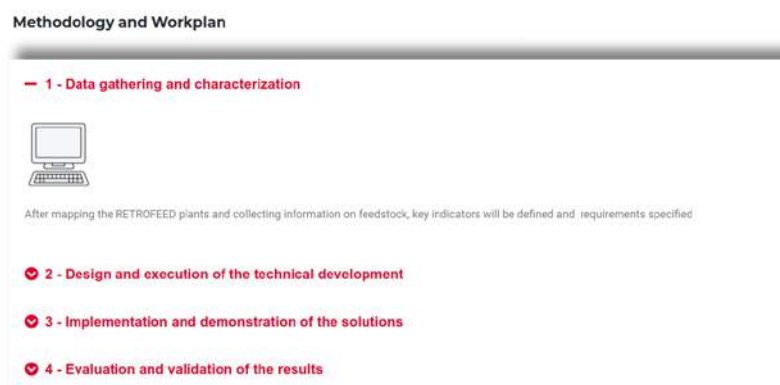 Methodology and Workplan
1 - Data gathering and characterization
After mapping the RETROFEED plants and collecting information on feedstock, key indicators will be defined and requirements specified
2 - Design and execution of the technical development
3 - Implementation and demonstration of the solutions
4 - Evaluation and validation of the results